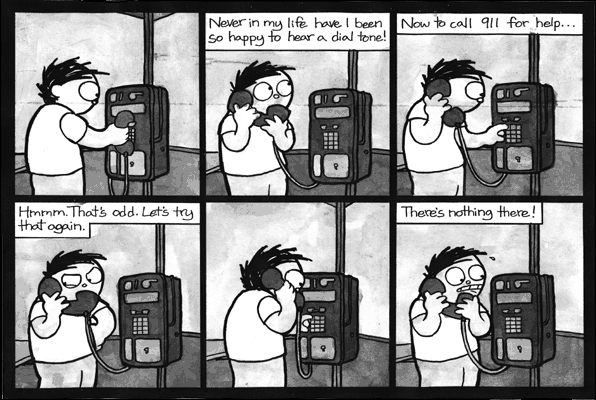 Never in my life have I been
so happy to hear a dial tone!
Now to call 911 for help...
Hmmm. That's odd. Let's try
that again.
There's nothing there!